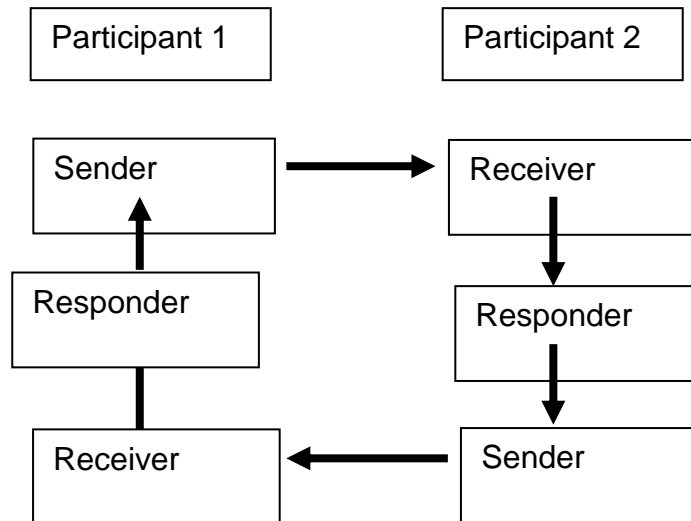 Participant 1
Participant 2
Sender
Receiver
Responder
Responder
Receiver
Sender